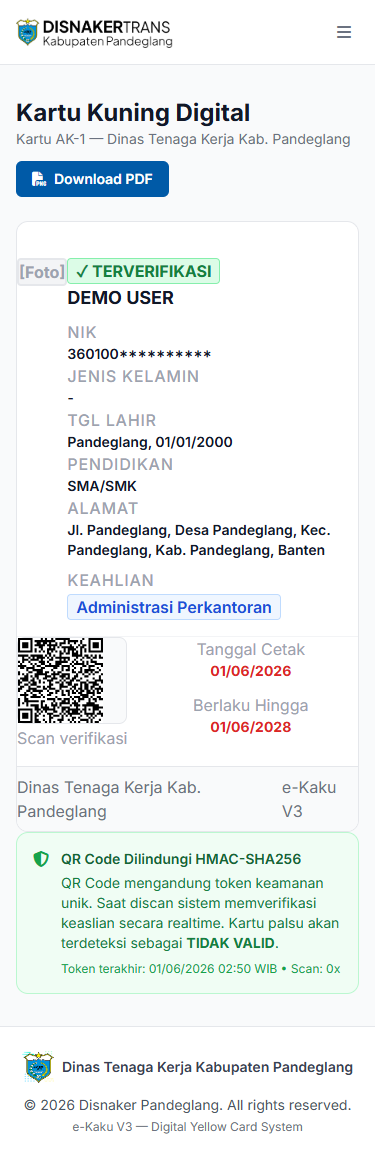 DISNAKERTRANS
Kabupaten Pandeglang
Kartu Kuning Digital
Kartu AK-1 — Dinas Tenaga Kerja Kab. Pandeglang
Download PDF
[Foto]
✓ TERVERIFIKASI
DEMO USER
NIK
360100**********
JENIS KELAMIN
-
TGL LAHIR
Pandeglang, 01/01/2000
PENDIDIKAN
SMA/SMK
ALAMAT
Jl. Pandeglang, Desa Pandeglang, Kec.
Pandeglang, Kab. Pandeglang, Banten
KEAHLIAN
Administrasi Perkantoran
Scan verifikasi
Tanggal Cetak
01/06/2026
Berlaku Hingga
01/06/2028
Dinas Tenaga Kerja Kab.
Pandeglang
e-Kaku
V3
QR Code Dilindungi HMAC-SHA256
QR Code mengandung token keamanan
unik. Saat discan sistem memverifikasi
keaslian secara realtime. Kartu palsu akan
terdeteksi sebagai TIDAK VALID.
Token terakhir: 01/06/2026 02:50 WIB • Scan: 0x
Dinas Tenaga Kerja Kabupaten Pandeglang
© 2026 Disnaker Pandeglang. All rights reserved.
e-Kaku V3 — Digital Yellow Card System